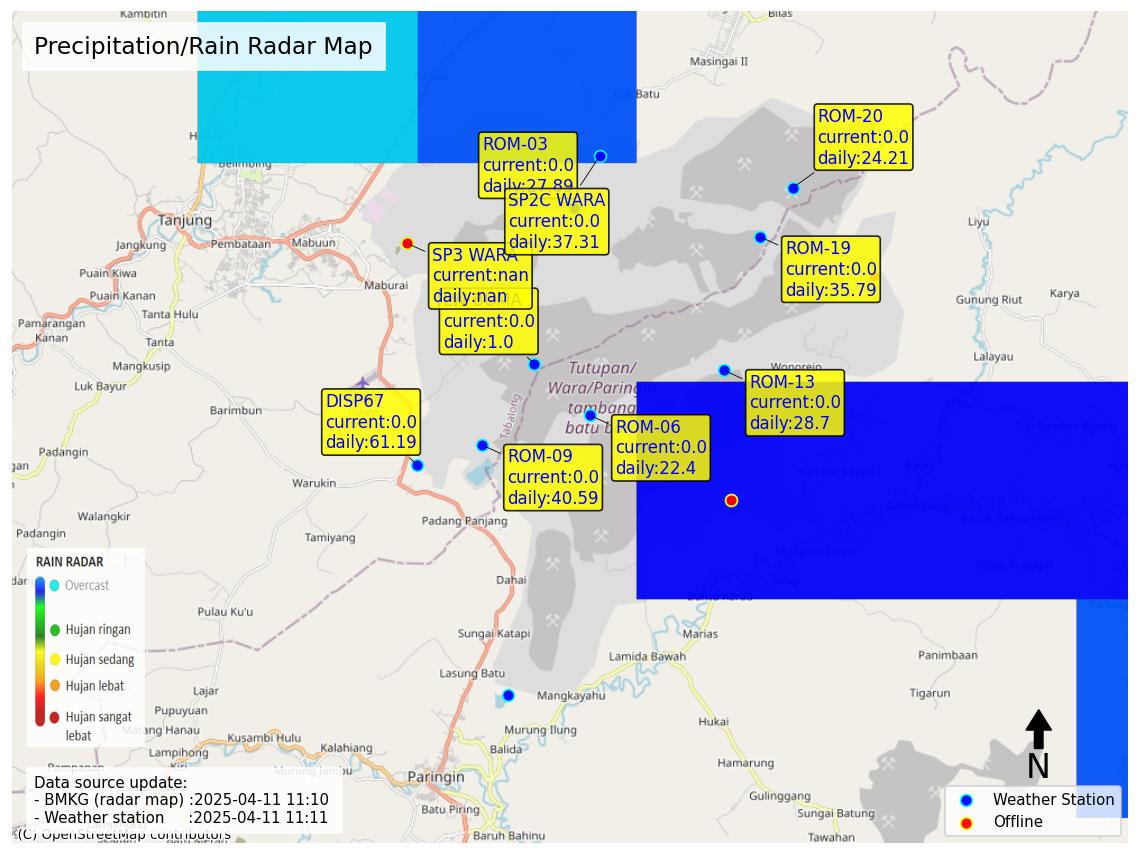 Kambitin
Bilas
Precipitation/Rain Radar Map
Masingai II
Batu
Belimbing
ROM-20
current:0.0
daily:24.21
ROM-03
current:0.0
daily:27.89
SP2C WARA
current:0.0
daily:37.31
Tanjung
Jangkung
Pembataan
Mabuun
Liyu
ROM-19
current:0.0
daily:35.79
SP3 WARA
current:nan
daily:nan
current:0.0
daily:1.0
Puain Kiwa
Maburai
Puain Kanan
Tanta Hulu
Gunung Riut
Karya
Pamarangan
Kanan
Tanta
Mangkusip
Lalayau
Luk Bayur
Tutupan/
Wara/Paringin
tambang
batu
Wonorejo
ROM-13
current:0.0
daily:28.7
DISP67
current:0.0
daily:61.19
Barimbun
Tabalong
ROM-06
current:0.0
daily:22.4
Padangin
ROM-09
current:0.0
daily:40.59
Warukin
Walangkir
Padang Panjang
Padangin
Tamiyang
RAIN RADAR
Overcast
Hujan ringan
Hujan sedang
Hujan lebat
Hujan sangat
lebat
Dahai
Pulau Ku'u
Sungai Katapi
Marias
Lamida Bawah
Panimbaan
Lasung Batu
Lajar
Mangkayahu
Tigarun
Pupuyuan
Matang Hanau
Kusambi Hulu
Murung Ilung
Hukai
Lampihong
Kalahiang
Balida
Hamarung
Murung Jambu
Paringin
Gulinggang
Data source update:
- BMKG (radar map) :2025-04-11 11:10
- Weather station :2025-04-11 11:11
Batu Piring
Sungai Batung
N
Weather Station
Offline
(C) OpenStreetMap contributors
Baruh Bahinu
Tawahan